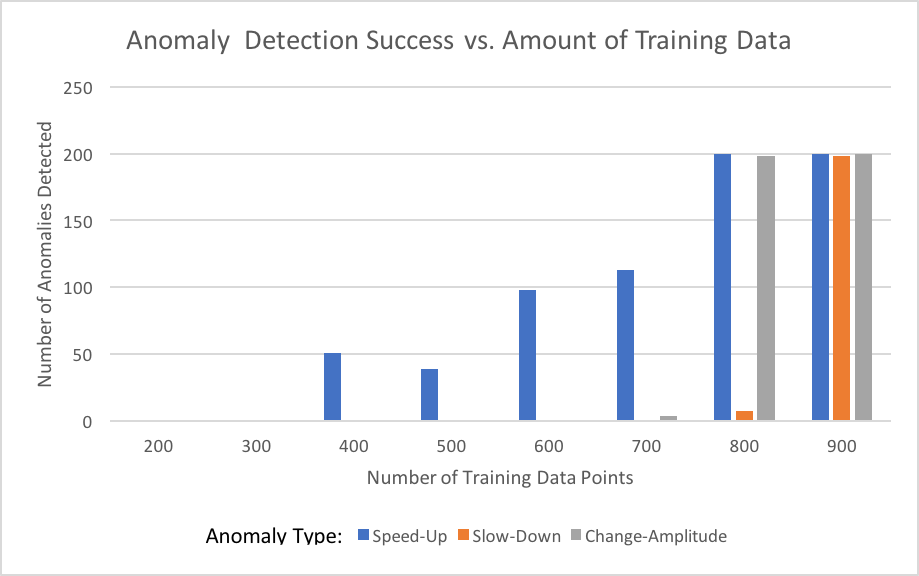 Anomaly Detection Success vs. Amount of Training Data
Number of Anomalies Detected
250
200
150
100
50
0
200 300 400 500 600 700 800 900
Number of Training Data Points
Anomaly Type: Speed-Up Slow-Down Change-Amplitude